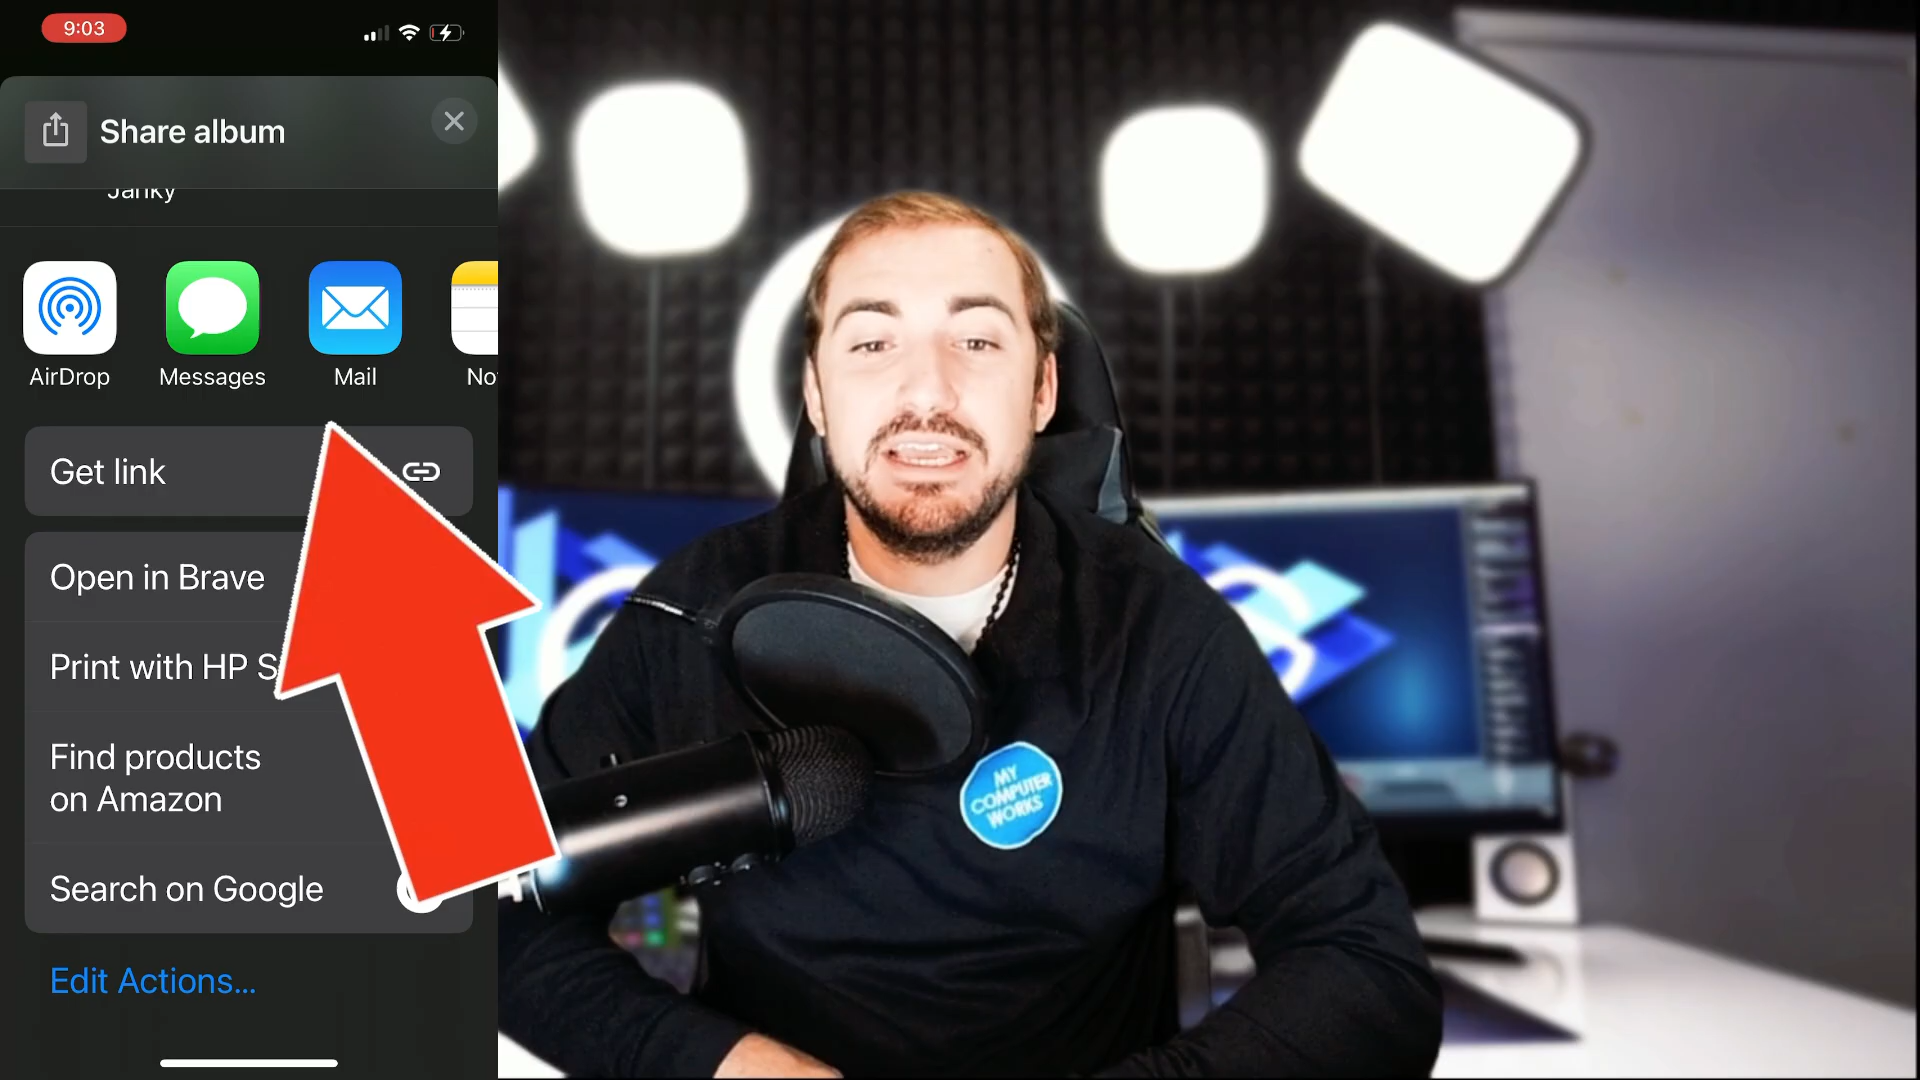 9:03
Share album
Janky
AirDrop
Messages
Mail
Get link
Open in Brave
Print with HP
Find products
on Amazon
Search on Google
Edit Actions...
MY
COMPUTER
WORKS